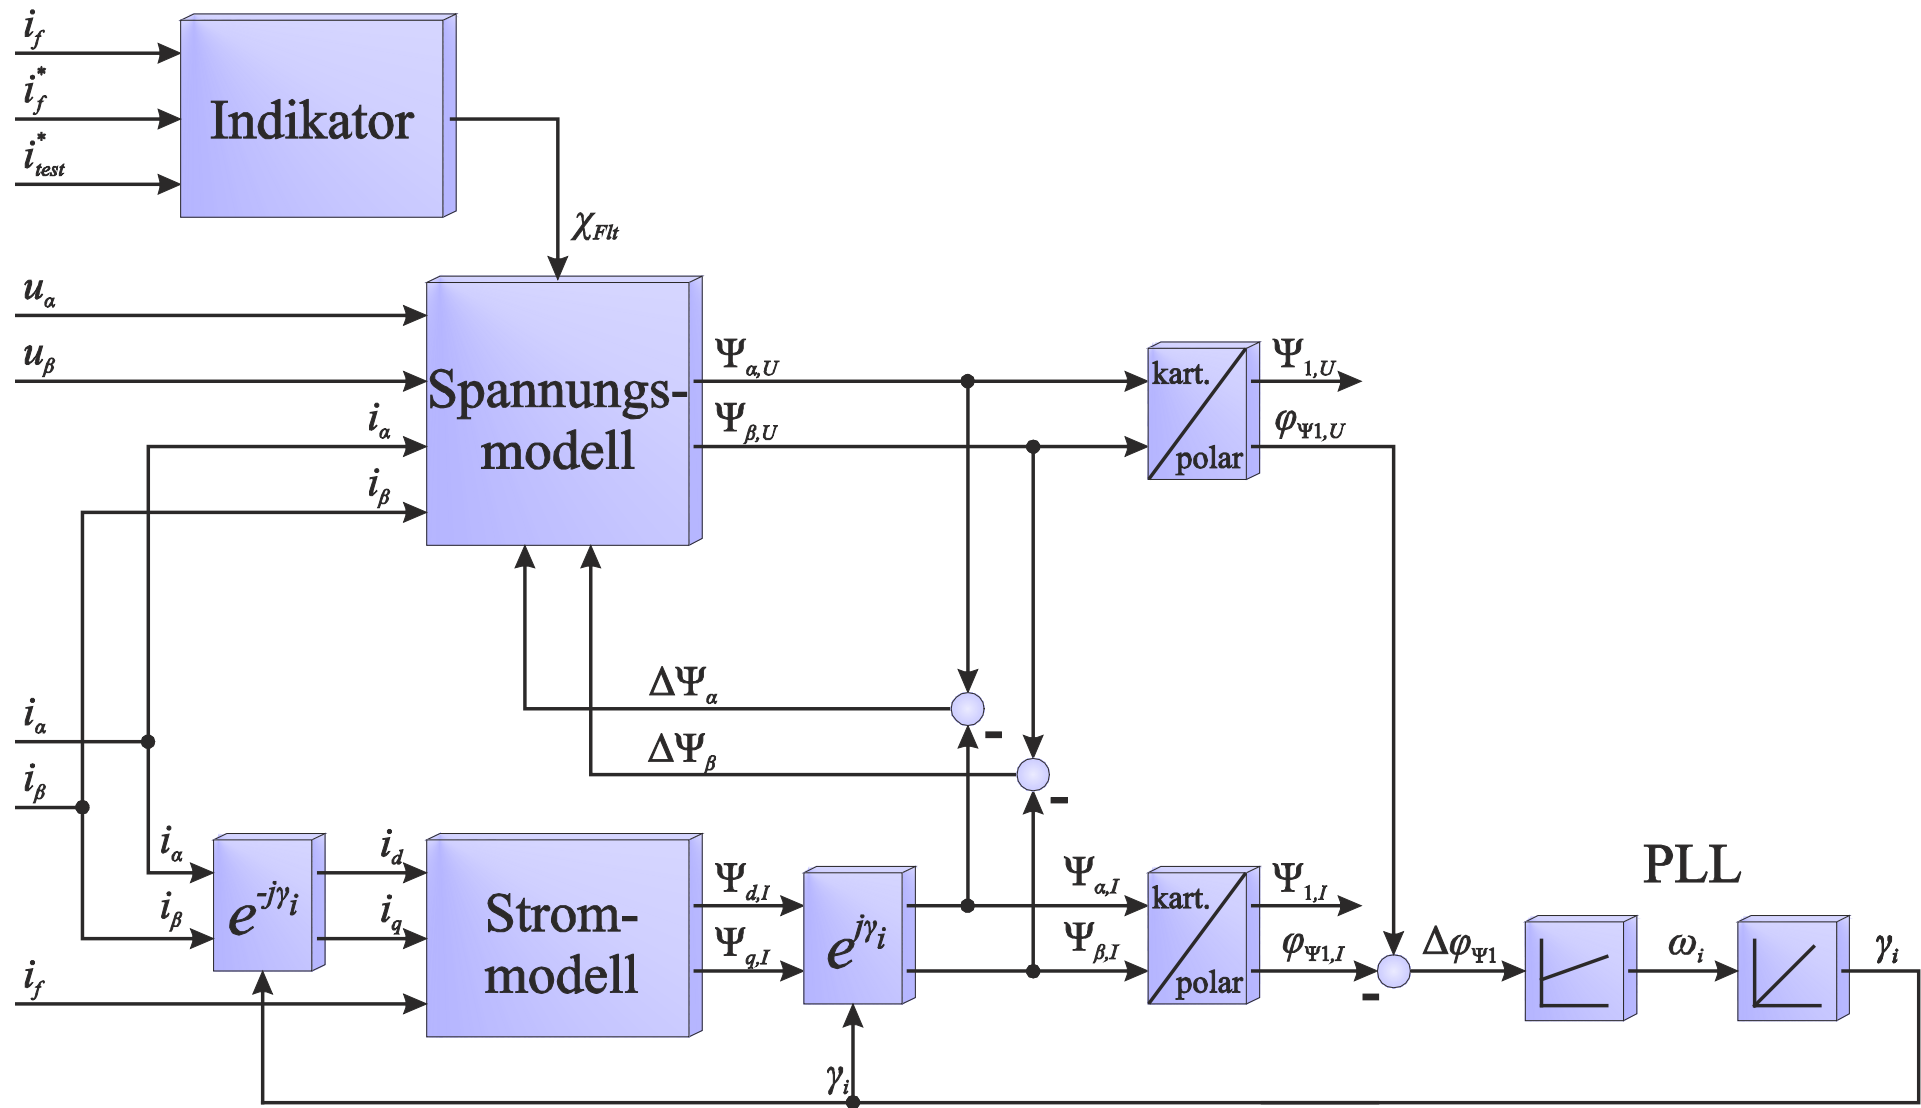 i_f
i_f^*
i_test^*
Indikator
χ_Flt
u_α
u_β
i_α
i_β
Spannungs-
modell
Ψ_α,U
Ψ_β,U
kart.
polar
Ψ_1,U
φ_Ψ1,U
ΔΨ_α
-
ΔΨ_β
-
i_α
i_β
i_α
i_β
e^-jγ_i
i_d
i_q
i_f
Strom-
modell
Ψ_d,I
Ψ_q,I
e^jγ_i
γ_i
Ψ_α,I
Ψ_β,I
kart.
polar
Ψ_1,I
φ_Ψ1,I
-
Δφ_Ψ1
PLL
ω_i
γ_i